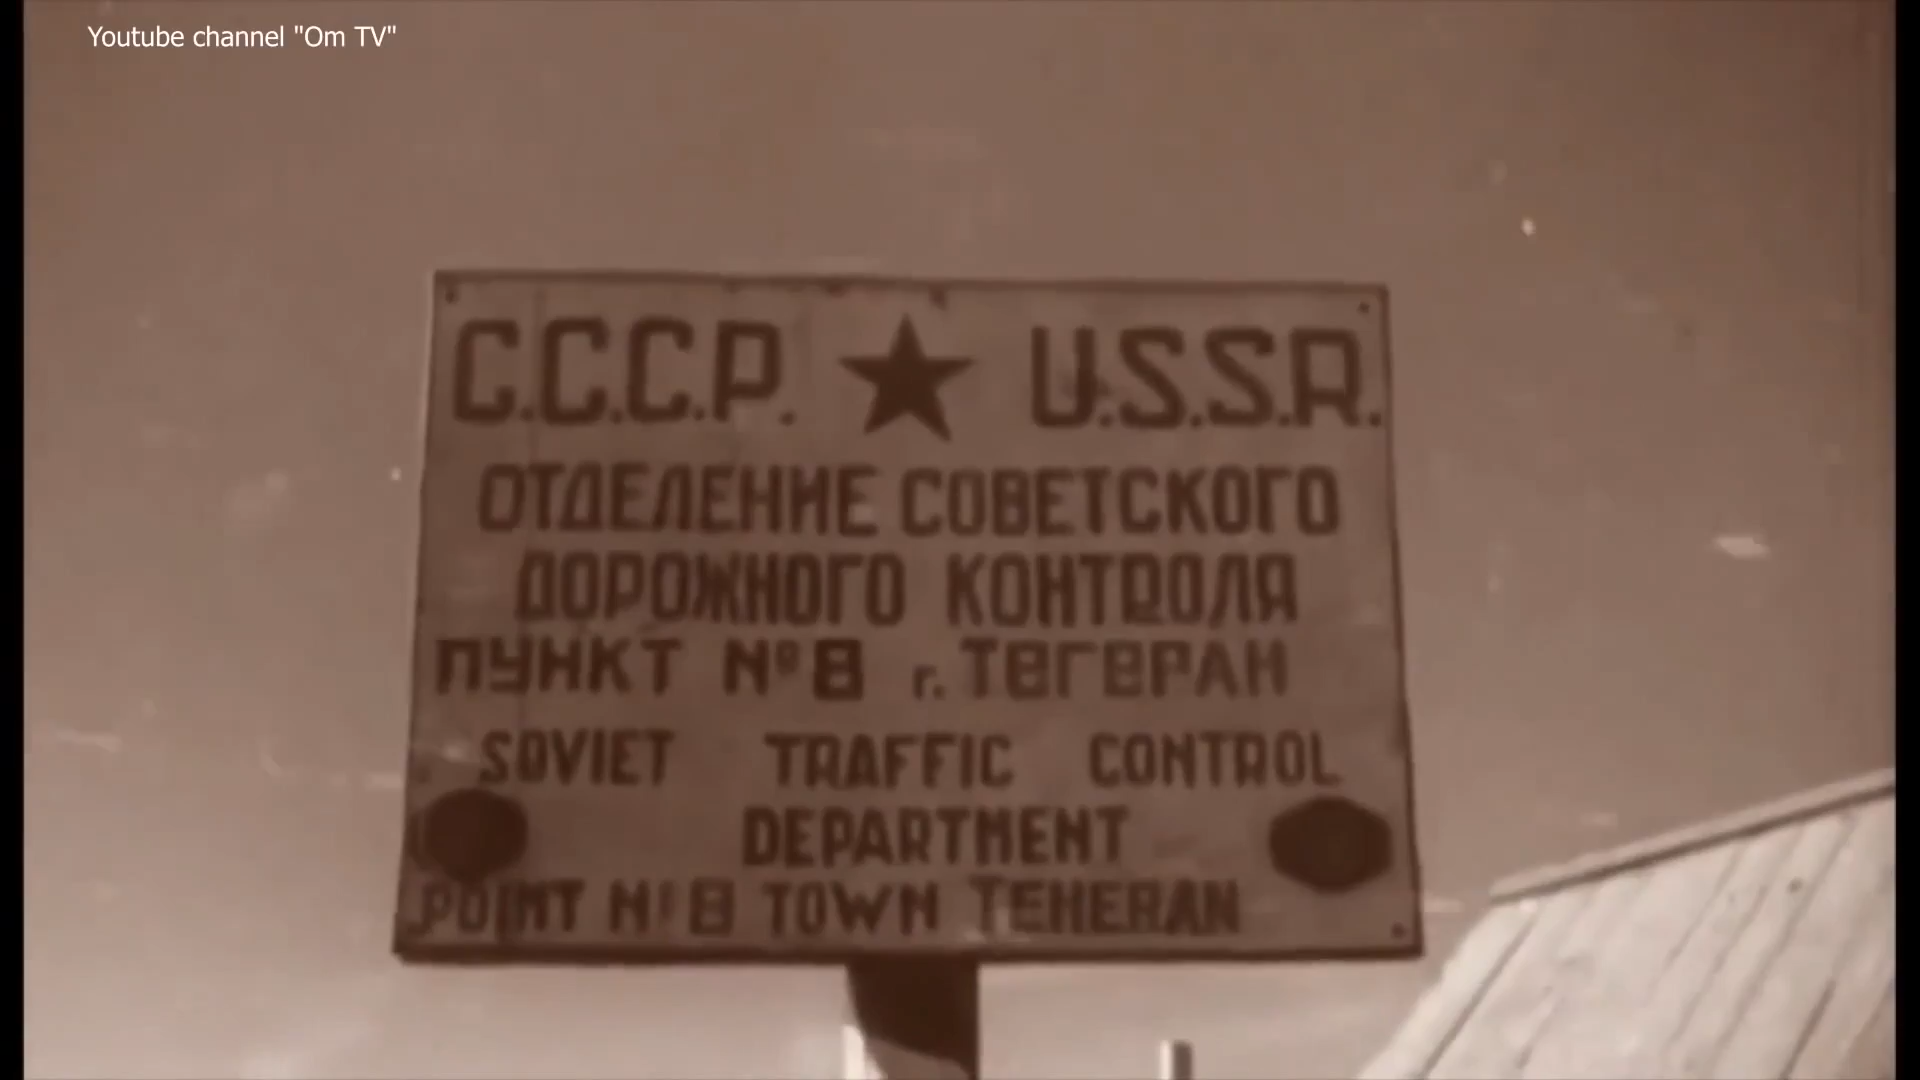 Youtube channel "Om TV"
С.С.С.Р. ★ U.S.S.R.
ОТДЕЛЕНИЕ СОВЕТСКОГО
ДОРОЖНОГО КОНТРОЛЯ
ПУНКТ №8 г. ТЕГЕРАН
SOVIET TRAFFIC CONTROL
DEPARTMENT
POINT №8 TOWN TEHERAN